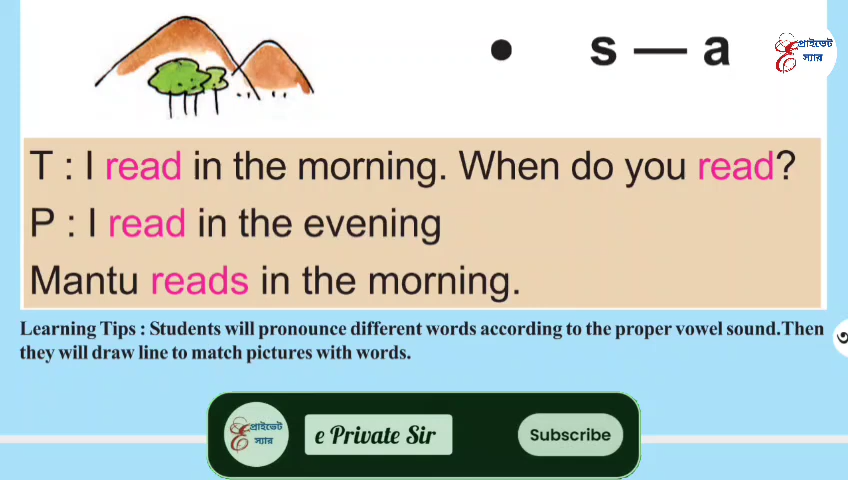 • s — a
প্রাইভেট
স্যার
T : I read in the morning. When do you read?
P : I read in the evening
Mantu reads in the morning.
Learning Tips : Students will pronounce different words according to the proper vowel sound.Then
they will draw line to match pictures with words.
৩
প্রাইভেট
স্যার
e Private Sir
Subscribe